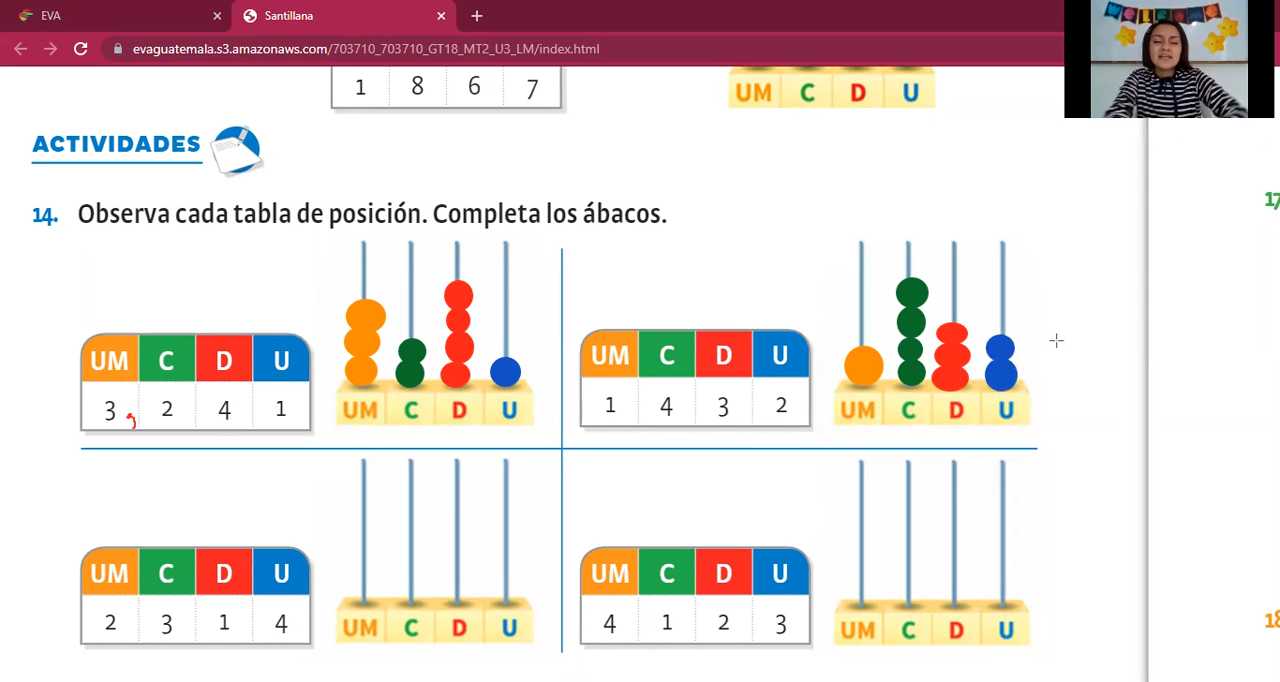 EVA
Santillana
evaguatemala.s3.amazonaws.com/703710_703710_GT18_MT2_U3_LM/index.html
1 8 6 7
UM C D U
ACTIVIDADES
14. Observa cada tabla de posición. Completa los ábacos.
UM C D U
3, 2 4 1
UM C D U
UM C D U
1 4 3 2
UM C D U
UM C D U
2 3 1 4
UM C D U
UM C D U
4 1 2 3
UM C D U
17
18